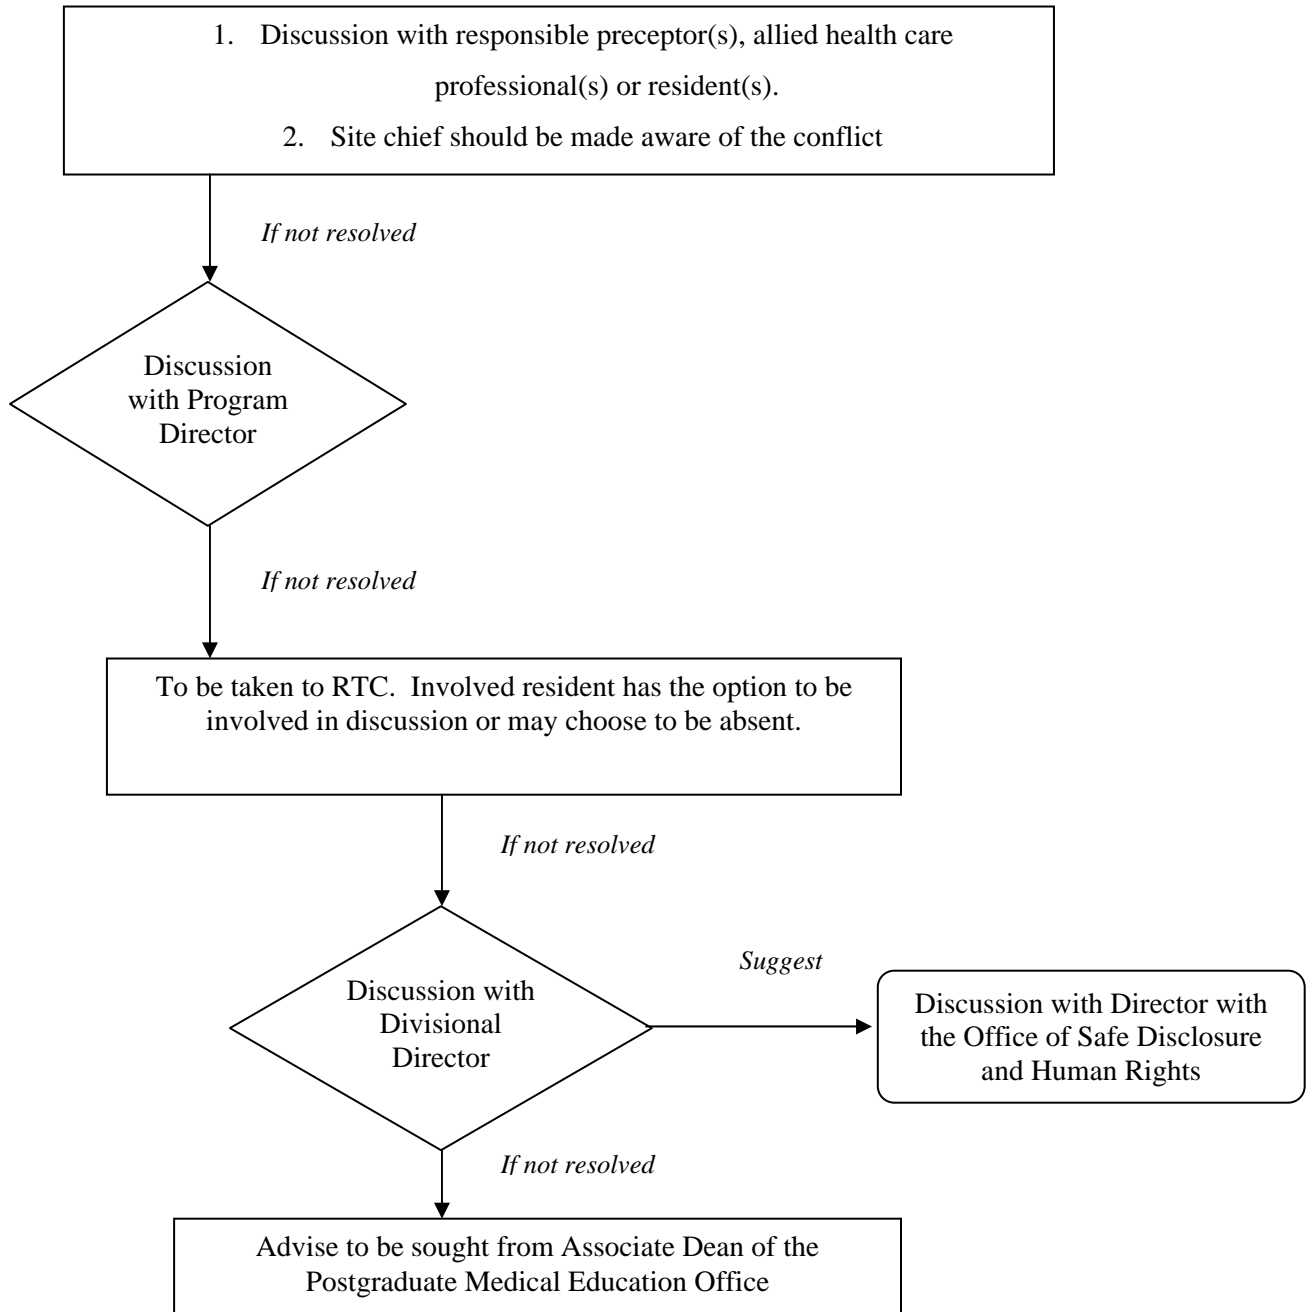 1. Discussion with responsible preceptor(s), allied health care
professional(s) or resident(s).
2. Site chief should be made aware of the conflict
If not resolved
Discussion
with Program
Director
If not resolved
To be taken to RTC. Involved resident has the option to be
involved in discussion or may choose to be absent.
If not resolved
Discussion with
Divisional
Director
Suggest
Discussion with Director with
the Office of Safe Disclosure
and Human Rights
If not resolved
Advise to be sought from Associate Dean of the
Postgraduate Medical Education Office